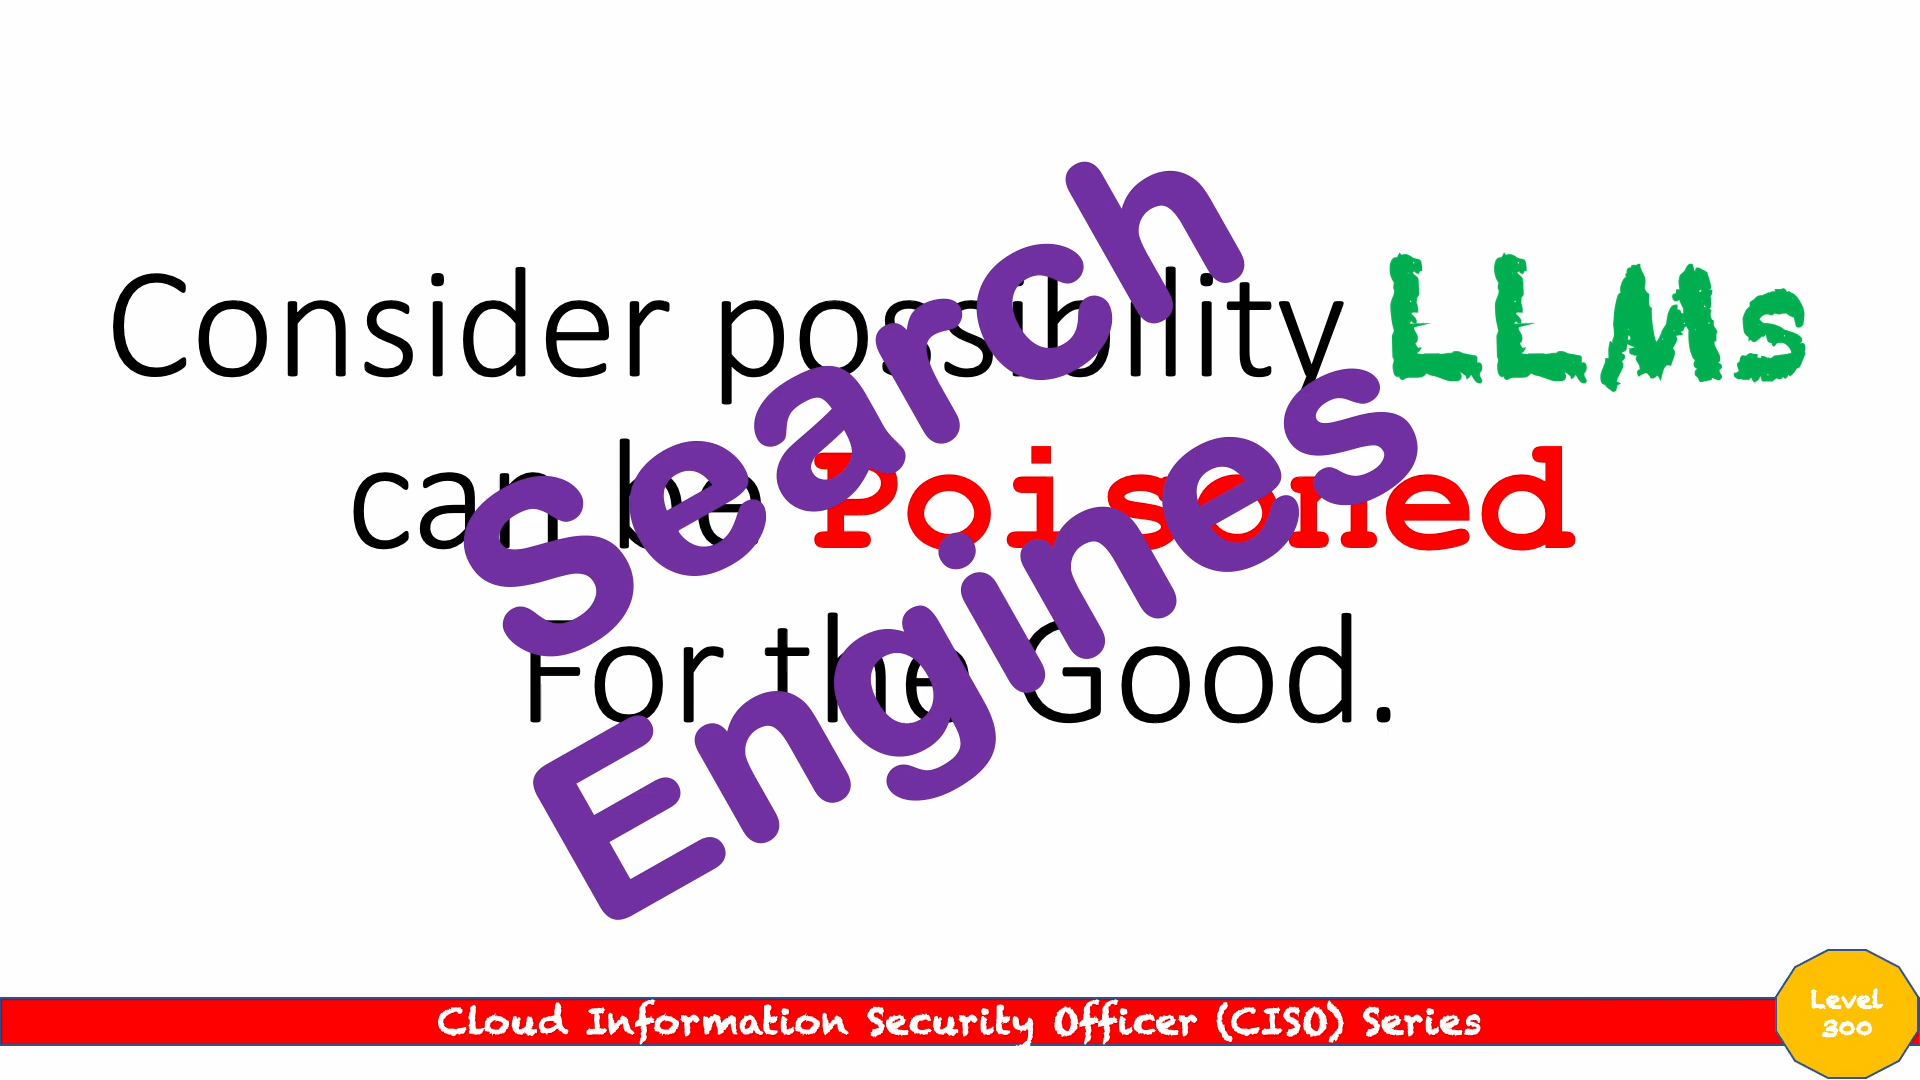 Consider possibility LLMs
can be Poisoned
For the Good.
Search
Engines
Cloud Information Security Officer (CISO) Series
Level
300